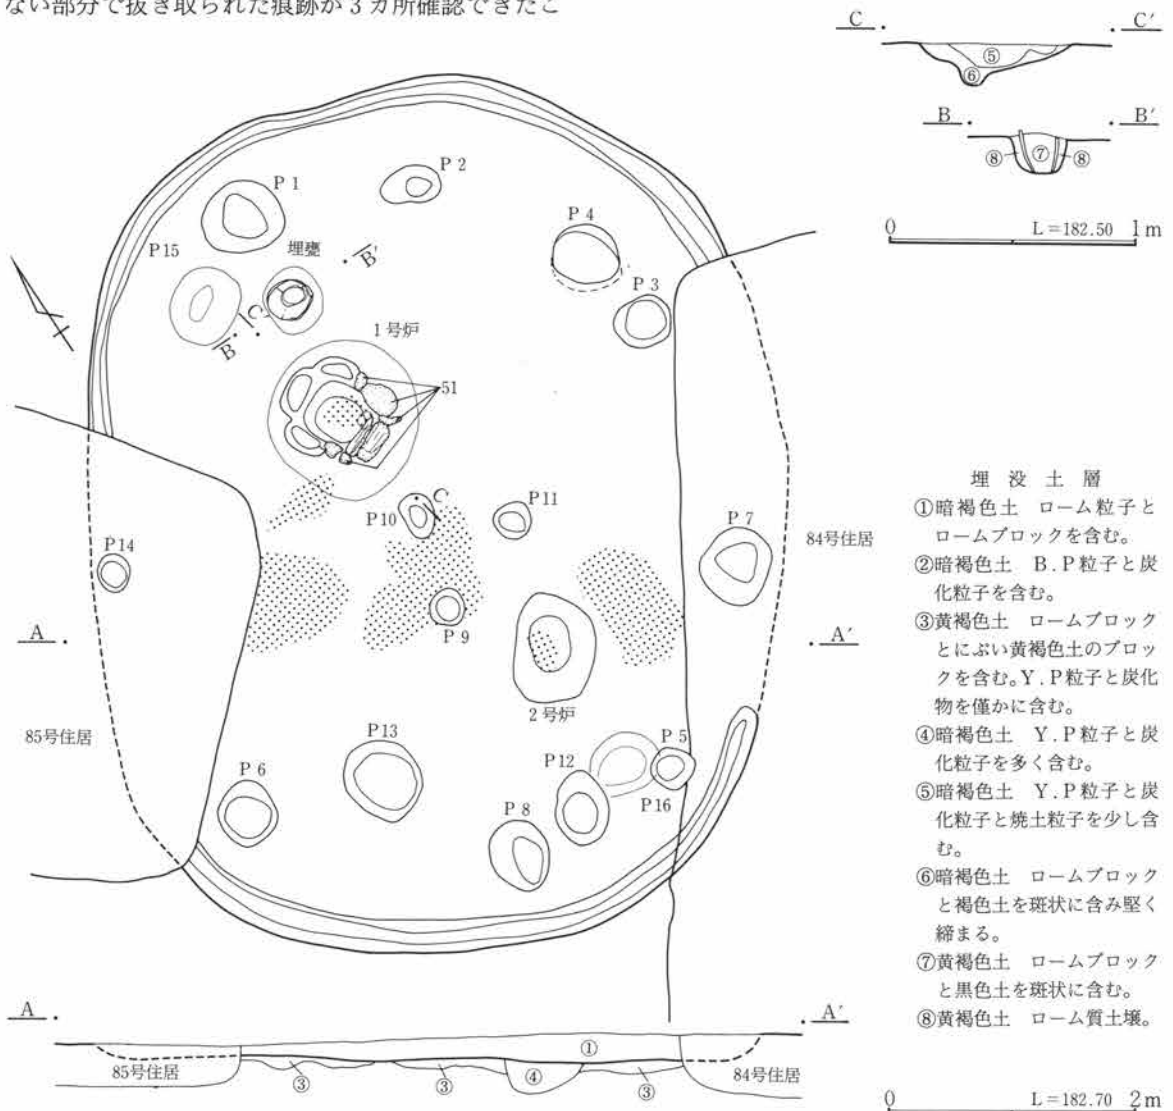 ない部分で抜き取られた痕跡が3カ所確認できたこ
C C′
⑤
⑥
B B′
⑧ ⑦ ⑧
0 L=182.50 1m
P 1
P 2
P 4
P15
埋甕
B′
P 3
C′
B
1号炉
51
C
P10
P11
P 7
84号住居
P14
P 9
A A′
2号炉
85号住居
P13
P 5
P12
P 6
P16
P 8
埋没土層
①暗褐色土 ローム粒子と
ロームブロックを含む。
②暗褐色土 B.P粒子と炭
化粒子を含む。
③黄褐色土 ロームブロック
とにぶい黄褐色土のブロッ
クを含む。Y.P粒子と炭化
物を僅かに含む。
④暗褐色土 Y.P粒子と炭
化粒子を多く含む。
⑤暗褐色土 Y.P粒子と炭
化粒子と焼土粒子を少し含
む。
⑥暗褐色土 ロームブロック
と褐色土を斑状に含み堅く
締まる。
⑦黄褐色土 ロームブロック
と黒色土を斑状に含む。
⑧黄褐色土 ローム質土壌。
A A′
①
85号住居 ③ ③ ④ ③ 84号住居
0 L=182.70 2m